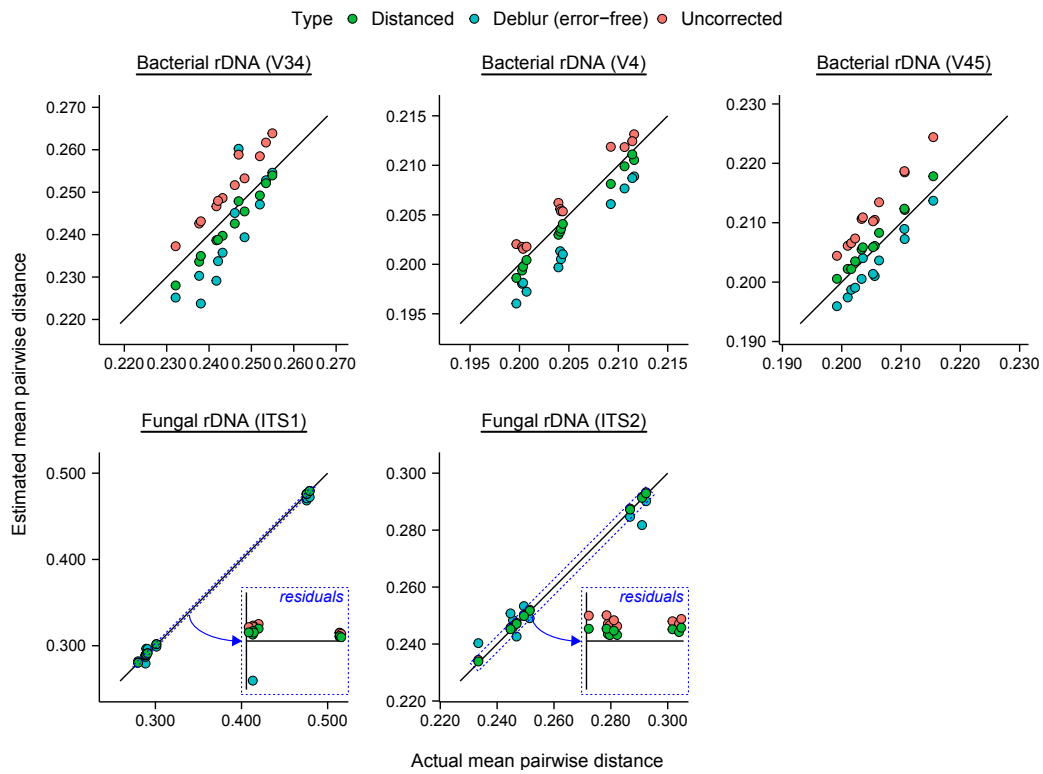 Type Distanced Deblur (error−free) Uncorrected
Bacterial rDNA (V34) Bacterial rDNA (V4) Bacterial rDNA (V45)
0.270
0.260
0.250
0.240
0.230
0.220
0.220 0.230 0.240 0.250 0.260 0.270
0.215
0.210
0.205
0.200
0.195
0.195 0.200 0.205 0.210 0.215
0.230
0.220
0.210
0.200
0.190
0.190 0.200 0.210 0.220 0.230
Estimated mean pairwise distance
Fungal rDNA (ITS1) Fungal rDNA (ITS2)
0.500
0.400
0.300
residuals
0.300 0.400 0.500
0.300
0.280
0.260
0.240
0.220
residuals
0.220 0.240 0.260 0.280 0.300
Actual mean pairwise distance